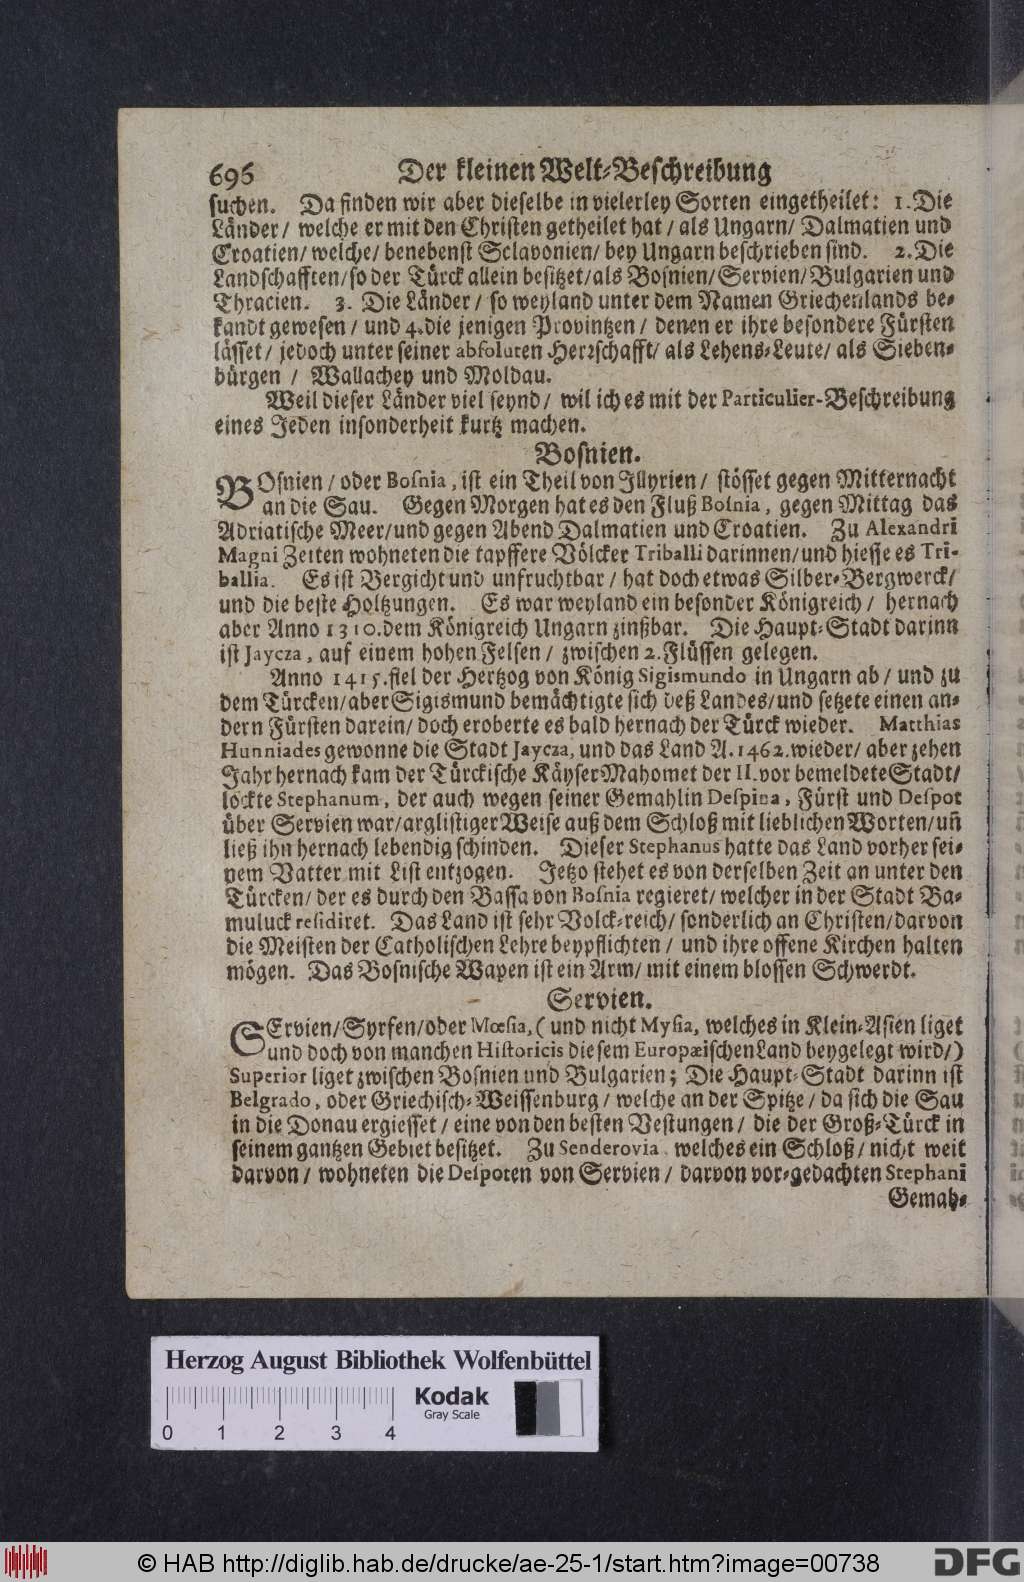 696 Der kleinen Welt-Beschreibung
suchen. Da finden wir aber dieselbe in vielerley Sorten eingetheilet: 1. Die
Länder/ welche er mit den Christen getheilet hat/ als Ungarn/ Dalmatien und
Croatien/ welche/ benebenst Sclavonien/ bey Ungarn beschrieben sind. 2. Die
Landschafften/ so der Türck allein besitzet/ als Bosnien/ Servien/ Bulgarien und
Thracien. 3. Die Länder/ so weyland unter dem Namen Griechenlands be-
kandt gewesen/ und 4. die jenigen Provintzen/ denen er ihre besondere Fürsten
lässet/ jedoch unter seiner absoluten Herrschafft/ als Lehens-Leute/ als Sieben-
bürgen/ Wallachey und Moldau.
Weil dieser Länder viel seynd/ wil ich es mit der Particulier-Beschreibung
eines Jeden insonderheit kurtz machen.
Bosnien.
BOsnien/ oder Bosnia, ist ein Theil von Jllyrien/ stösset gegen Mitternacht
an die Sau. Gegen Morgen hat es den Fluß Bosnia, gegen Mittag das
Adriatische Meer/ und gegen Abend Dalmatien und Croatien. Zu Alexandri
Magni Zeiten wohneten die tapffere Völcker Triballi darinnen/ und hiesse es Tri-
ballia. Es ist Bergicht und unfruchtbar/ hat doch etwas Silber-Bergwerck/
und die beste Holtzungen. Es war weyland ein besonder Königreich/ hernach
aber Anno 1310. dem Königreich Ungarn zinßbar. Die Haupt-Stadt darinn
ist Jaycza, auf einem hohen Felsen/ zwischen 2. Flüssen gelegen.
Anno 1415. fiel der Hertzog von König Sigismundo in Ungarn ab/ und zu
dem Türcken/ aber Sigismund bemächtigte sich deß Landes/ und setzete einen an-
dern Fürsten darein/ doch eroberte es bald hernach der Türck wieder. Matthias
Hunniades gewonne die Stadt Jaycza, und das Land A. 1462. wieder/ aber zehen
Jahr hernach kam der Türckische Käyser Mahomet der II. vor bemeldete Stadt/
lockte Stephanum, der auch wegen seiner Gemahlin Despina, Fürst und Despot
über Servien war/ arglistiger Weise auß dem Schloß mit lieblichen Worten/ uñ
ließ ihn hernach lebendig schinden. Dieser Stephanus hatte das Land vorher sei-
nem Vatter mit List entzogen. Jetzo stehet es von derselben Zeit an unter den
Türcken/ der es durch den Bassa von Bosnia regieret/ welcher in der Stadt Ba-
muluck residiret. Das Land ist sehr Volck-reich/ sonderlich an Christen/ darvon
die Meisten der Catholischen Lehre beypflichten/ und ihre offene Kirchen halten
mögen. Das Bosnische Wapen ist ein Arm/ mit einem blossen Schwerdt.
Servien.
SErvien/ Syrfen/ oder Mœsia, (und nicht Mysia, welches in Klein-Asien liget
und doch von manchen Historicis diesem Europæischen Land beygelegt wird/)
Superior liget zwischen Bosnien und Bulgarien; Die Haupt-Stadt darinn ist
Belgrado, oder Griechisch-Weissenburg/ welche an der Spitze/ da sich die Sau
in die Donau ergiesset/ eine von den besten Vestungen/ die der Groß-Türck in
seinem gantzen Gebiet besitzet. Zu Senderovia, welches ein Schloß/ nicht weit
darvon/ wohneten die Despoten von Servien/ darvon vor-gedachten Stephani
Gemah-
Herzog August Bibliothek Wolfenbüttel
Kodak
Gray Scale
0 1 2 3 4
© HAB http://diglib.hab.de/drucke/ae-25-1/start.htm?image=00738
DFG